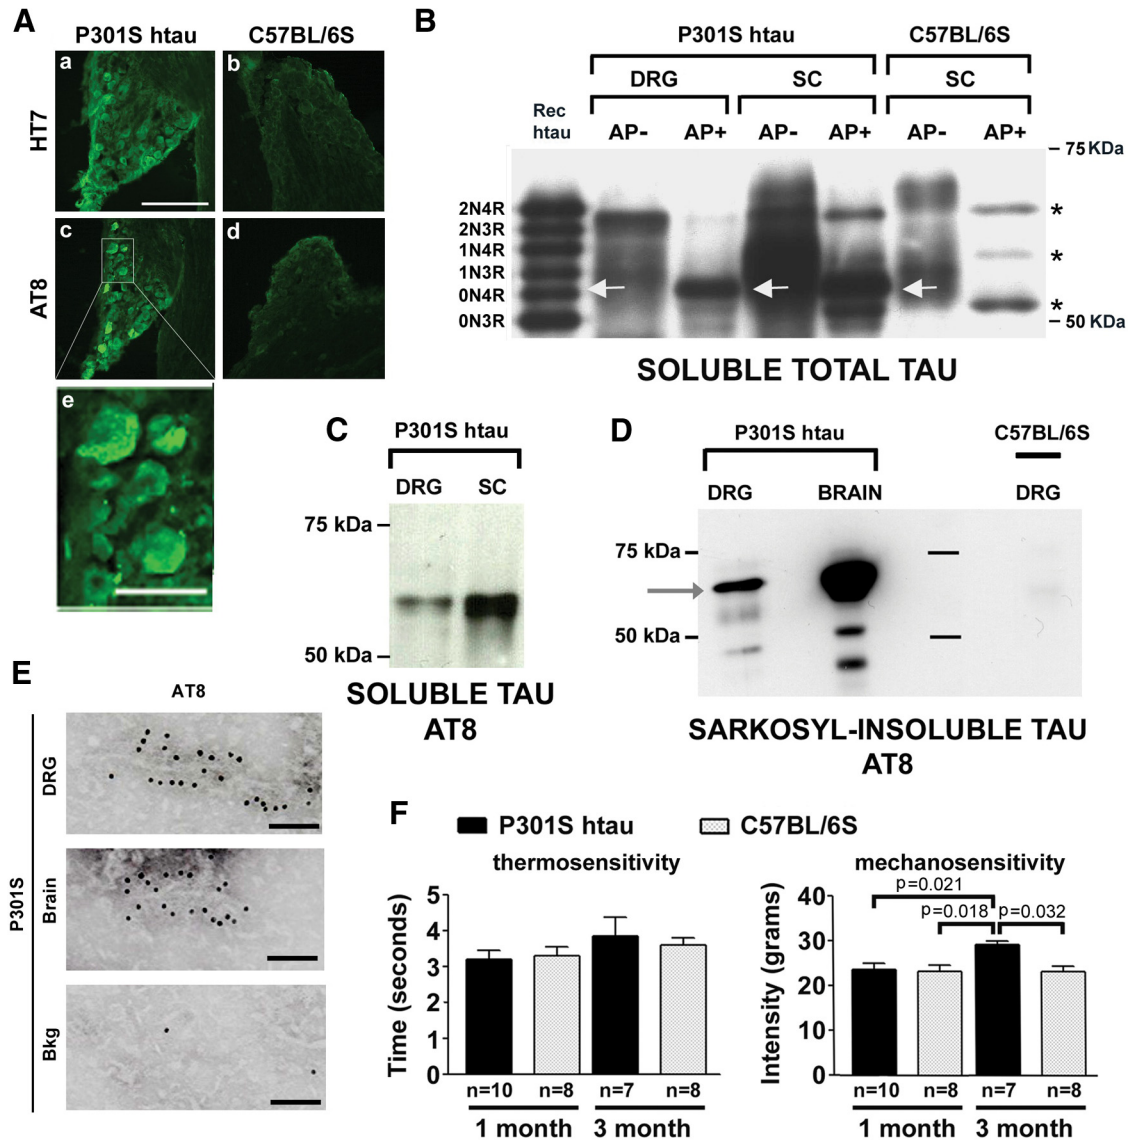 A
P301S htau C57BL/6S
HT7
a b
AT8
c d
e
B
P301S htau C57BL/6S
DRG SC SC
Rec htau
AP- AP+ AP- AP+ AP- AP+
75 KDa
2N4R
2N3R
1N4R
1N3R
0N4R
0N3R
*
*
*
50 KDa
SOLUBLE TOTAL TAU
C
P301S htau
DRG SC
75 kDa
50 kDa
SOLUBLE TAU
AT8
D
P301S htau C57BL/6S
DRG BRAIN DRG
75 kDa
50 kDa
SARKOSYL-INSOLUBLE TAU
AT8
E
AT8
P301S
DRG
Brain
Bkg
F
P301S htau C57BL/6S
thermosensitivity
Time (seconds)
5
4
3
2
1
0
n=10 n=8 n=7 n=8
1 month 3 month
mechanosensitivity
Intensity (grams)
40
30
20
10
0
p=0.021
p=0.018 p=0.032
n=10 n=8 n=7 n=8
1 month 3 month